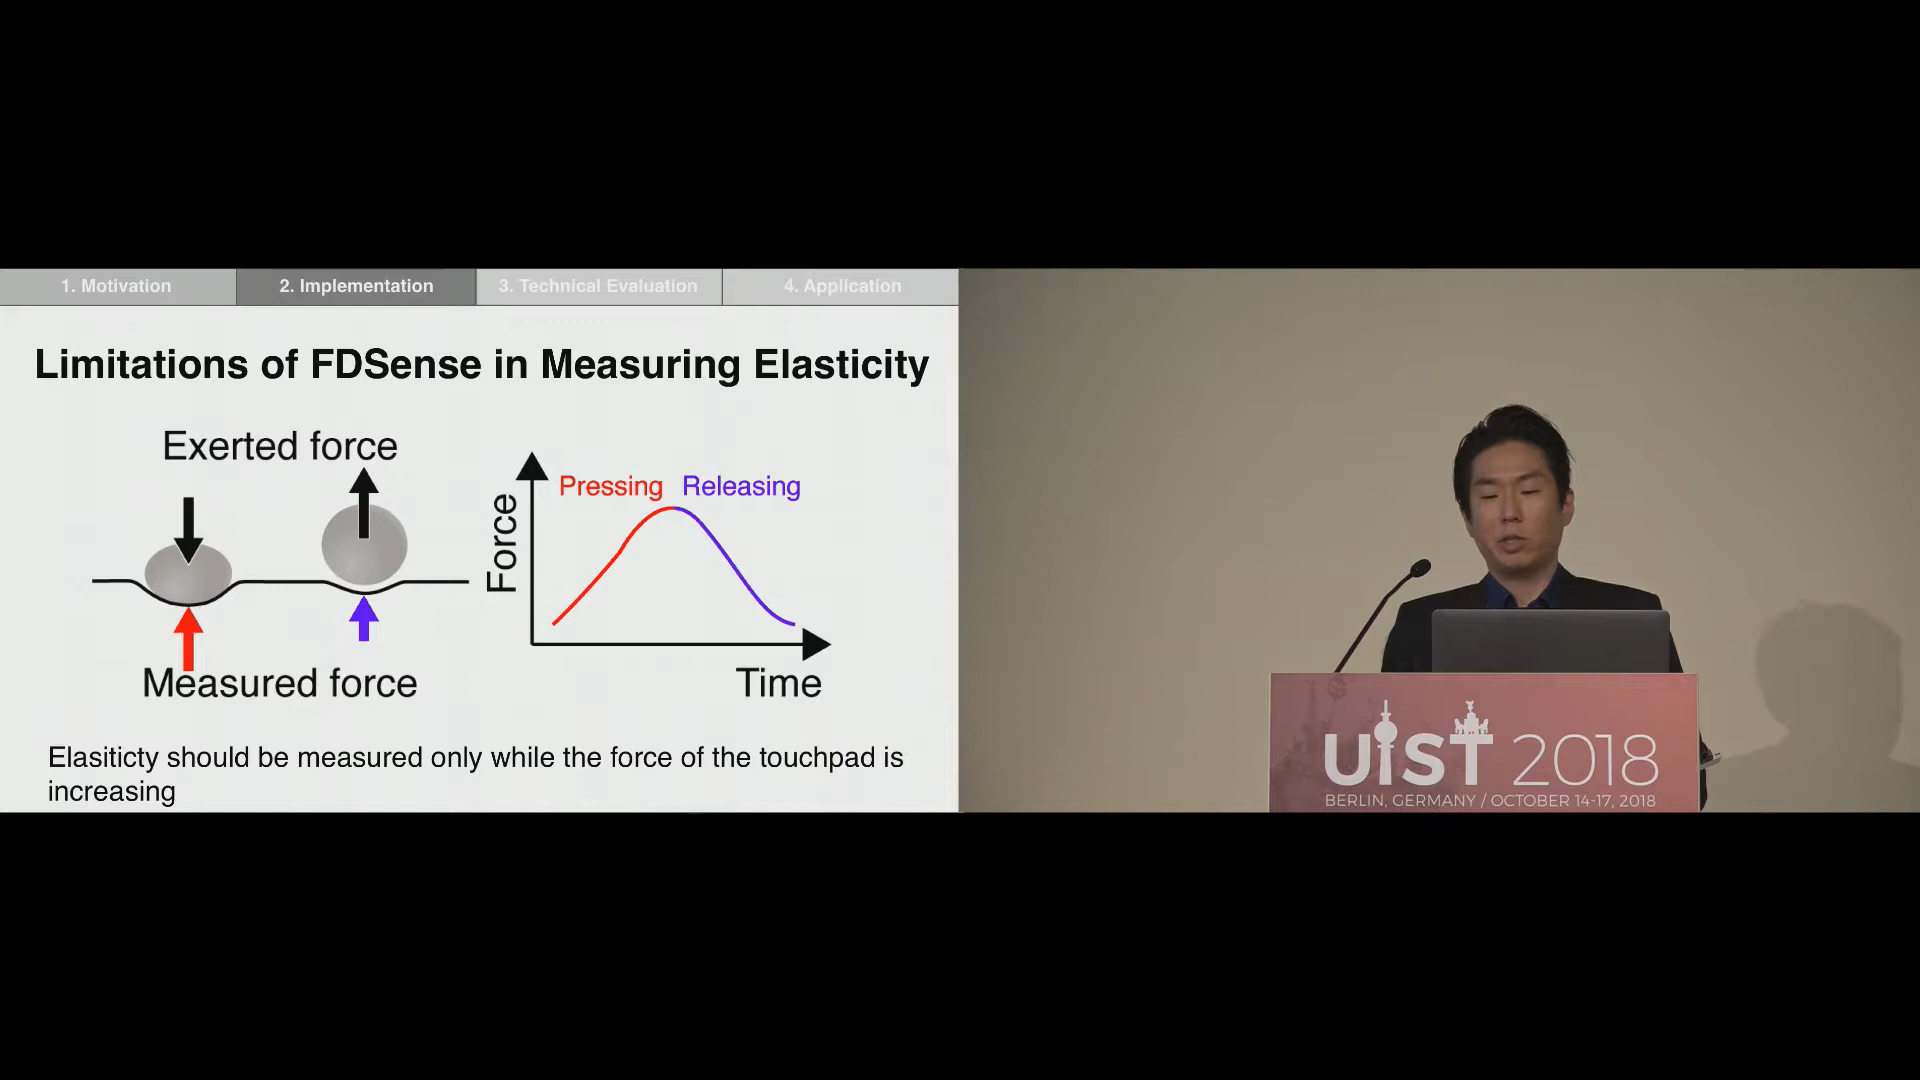 1. Motivation
2. Implementation
3. Technical Evaluation
4. Application
Limitations of FDSense in Measuring Elasticity
Exerted force
Pressing
Releasing
Force
Measured force
Time
Elasiticty should be measured only while the force of the touchpad is
increasing
UIST 2018
BERLIN, GERMANY / OCTOBER 14-17, 2018